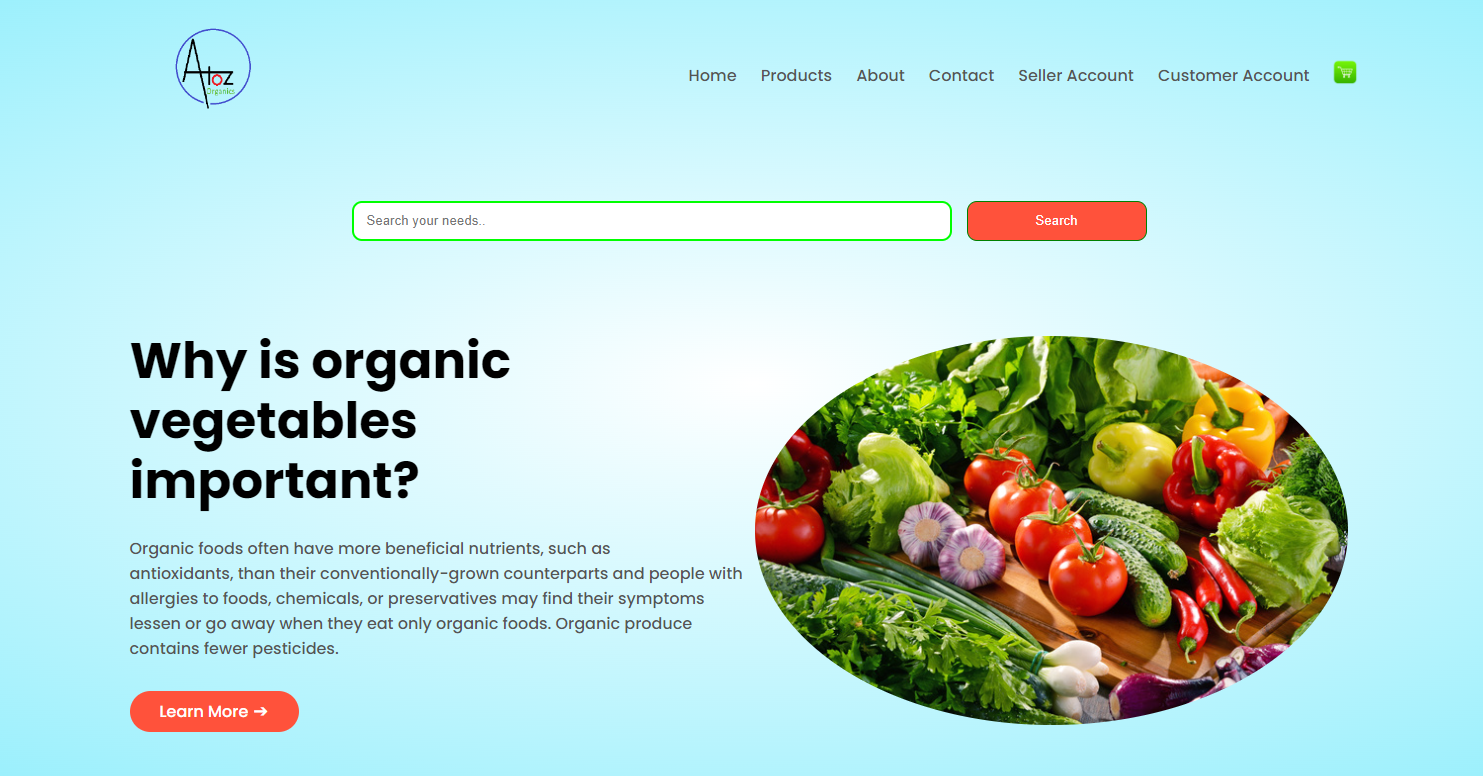 AtoZ
Organics
Home Products About Contact Seller Account Customer Account
Search your needs.. Search
Why is organic
vegetables
important?
Organic foods often have more beneficial nutrients, such as
antioxidants, than their conventionally-grown counterparts and people with
allergies to foods, chemicals, or preservatives may find their symptoms
lessen or go away when they eat only organic foods. Organic produce
contains fewer pesticides.
Learn More ➔